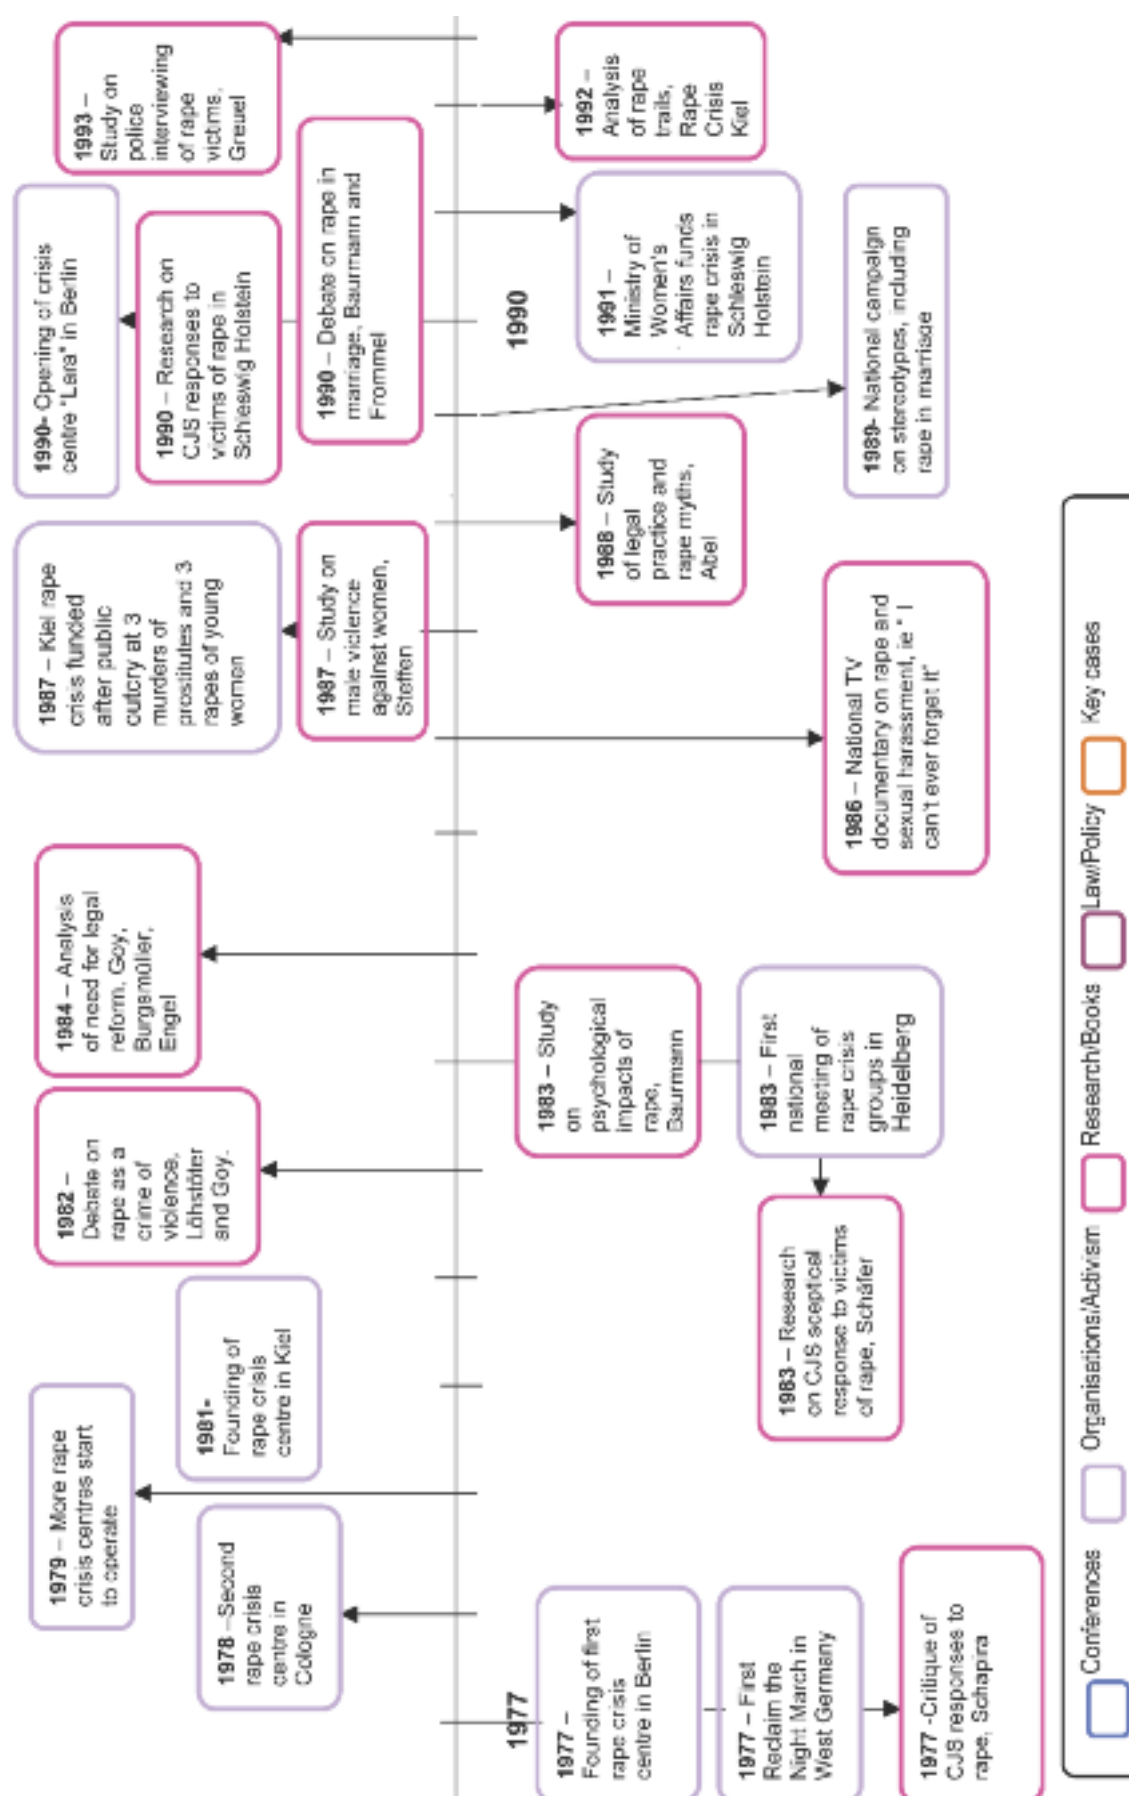 1977
1977 –
Founding of first
rape crisis
centre in Berlin
1977 – First
Reclaim the
Night March in
West Germany
1977 -Critique of
CJS responses to
rape, Schapira
1978 –Second
rape crisis
centre in
Cologne
1979 – More rape
crisis centres start
to operate
1981-
Founding of
rape crisis
centre in Kiel
1982 –
Debate on
rape as a
crime of
violence,
Löhstöter
and Goy.
1983 – Study
on
psychological
impacts of
rape,
Baurmann
1983 – First
national
meeting of
rape crisis
groups in
Heidelberg
1983 – Research
on CJS sceptical
response to victims
of rape, Schäfer
1984 – Analysis
of need for legal
reform, Goy,
Burgsmüller,
Engel
1986 – National TV
documentary on rape and
sexual harassment, ie " I
can't ever forget it"
1987 – Kiel rape
crisis funded
after public
outcry at 3
murders of
prostitutes and 3
rapes of young
women
1987 – Study on
male violence
against women,
Steffen
1988 – Study
of legal
practice and
rape myths,
Abel
1989- National campaign
on stereotypes, including
rape in marriage
1990
1990- Opening of crisis
centre "Lara" in Berlin
1990 – Research on
CJS responses to
victims of rape in
Schleswig Holstein
1990 – Debate on rape in
marriage, Baurmann and
Frommel
1991 –
Ministry of
Women's
Affairs funds
rape crisis in
Schleswig
Holstein
1992 –
Analysis
of rape
trails,
Rape
Crisis
Kiel
1993 –
Study on
police
interviewing
of rape
victims,
Greuel
Conferences
Organisations/Activism
Research/Books
Law/Policy
Key cases